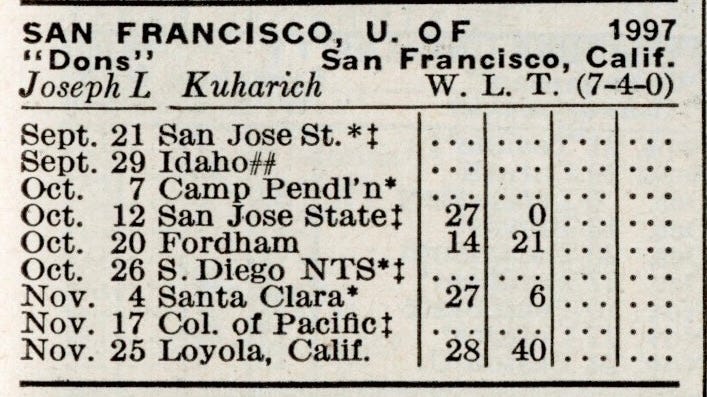 SAN FRANCISCO, U. OF 1997
"Dons" San Francisco, Calif.
Joseph L Kuharich W. L. T. (7-4-0)
Sept. 21 San Jose St.*‡ ... ... ... ...
Sept. 29 Idaho## ... ... ... ...
Oct. 7 Camp Pendl'n* ... ... ... ...
Oct. 12 San Jose State‡ 27 0 ... ...
Oct. 20 Fordham 14 21 ... ...
Oct. 26 S. Diego NTS*‡ ... ... ... ...
Nov. 4 Santa Clara* 27 6 ... ...
Nov. 17 Col. of Pacific‡ ... ... ... ...
Nov. 25 Loyola, Calif. 28 40 ... ...